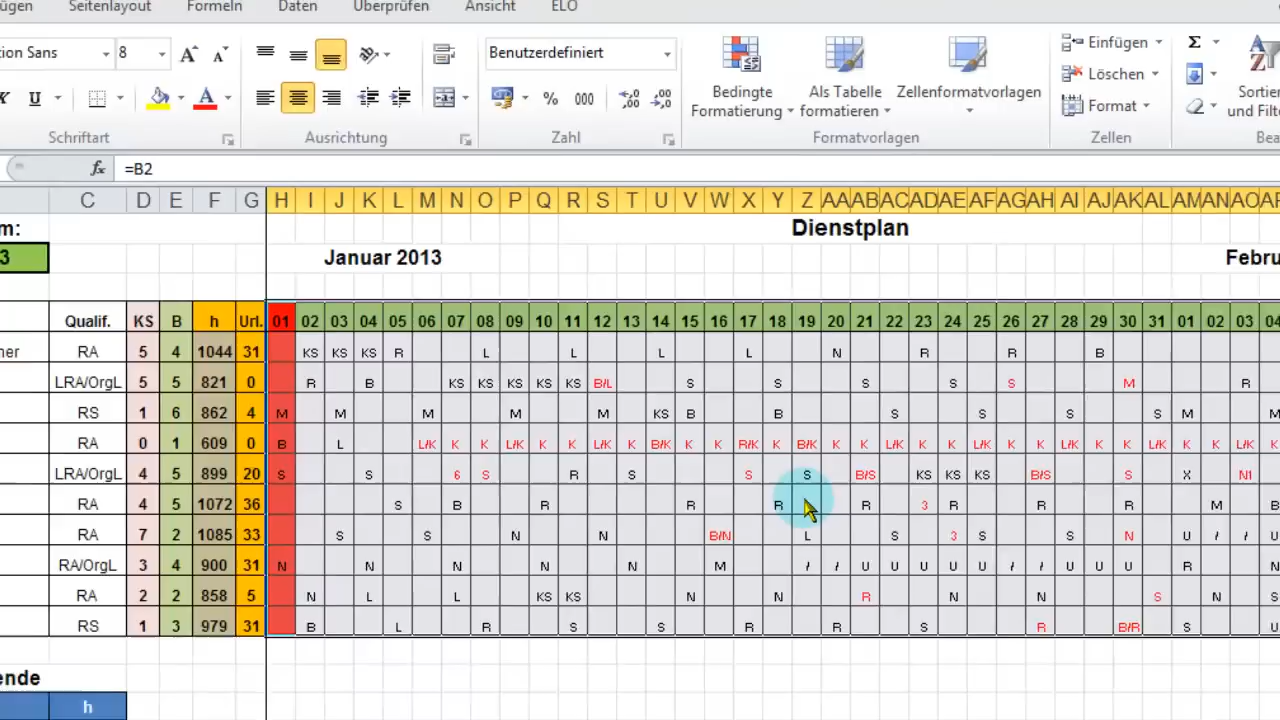 ügen Seitenlayout Formeln Daten Überprüfen Ansicht ELO
ion Sans 8 A A Benutzerdefiniert Einfügen Σ
K U A % 000 Bedingte Formatierung Als Tabelle formatieren Zellenformatvorlagen Löschen Format Sortier und Filte
Schriftart Ausrichtung Zahl Formatvorlagen Zellen Bea
fx =B2
C D E F G H I J K L M N O P Q R S T U V W X Y Z AA AB AC AD AE AF AG AH AI AJ AK AL AM AN AO AP
m: Dienstplan
3 Januar 2013 Febru
Qualif. KS B h Url. 01 02 03 04 05 06 07 08 09 10 11 12 13 14 15 16 17 18 19 20 21 22 23 24 25 26 27 28 29 30 31 01 02 03 04
ner RA 5 4 1044 31 KS KS KS R L R L L N R R B
LRA/OrgL 5 5 821 0 R B KS KS KS KS KS B/L S S S S S M R
RS 1 6 862 4 M M M M M KS B B S S S S M M
RA 0 1 609 0 B L L/K K K L/K K K L/K K B/K K K R/K K B/K K K L/K K K L/K K K L/K K K L/K K K L/K
LRA/OrgL 4 5 899 20 S S 6 S R S S S B/S KS KS KS B/S S X N1
RA 4 5 1072 36 S B R R R R 3 R R R M B
RA 7 2 1085 33 S S N N B/N L S 3 S S N U / / U
RA/OrgL 3 4 900 31 N N N N N M / / U U U U U / / U U U R N
RA 2 2 858 5 N L L KS KS N N R N N S N S
RS 1 3 979 31 B L R S S R R S R B/R S U
ende
h